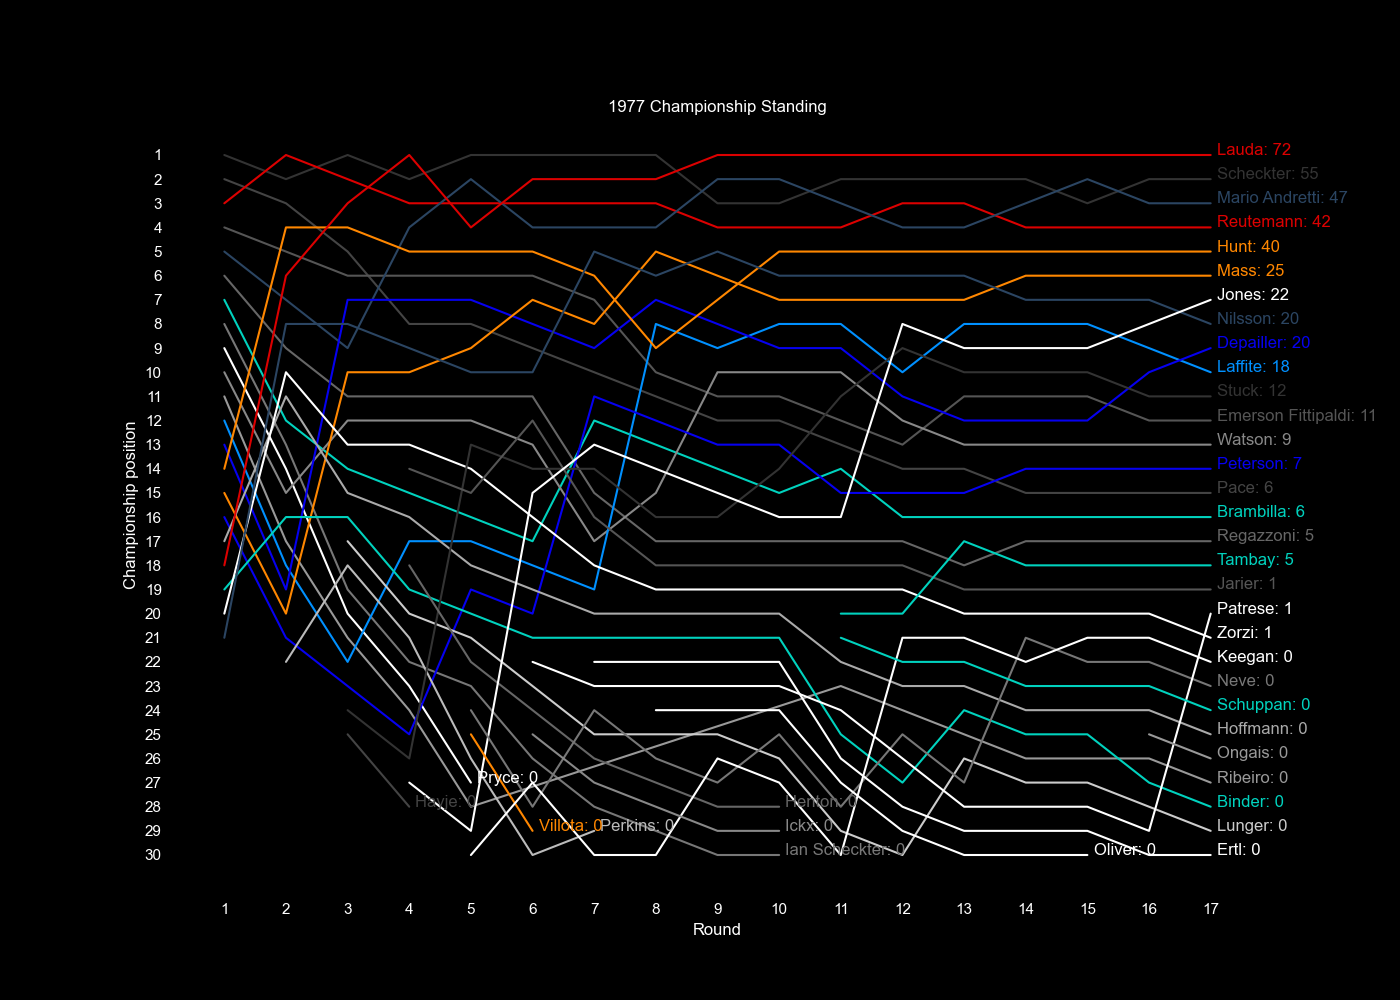 1977 Championship Standing
Championship position
1
2
3
4
5
6
7
8
9
10
11
12
13
14
15
16
17
18
19
20
21
22
23
24
25
26
27
28
29
30
Lauda: 72
Scheckter: 55
Mario Andretti: 47
Reutemann: 42
Hunt: 40
Mass: 25
Jones: 22
Nilsson: 20
Depailler: 20
Laffite: 18
Stuck: 12
Emerson Fittipaldi: 11
Watson: 9
Peterson: 7
Pace: 6
Brambilla: 6
Regazzoni: 5
Tambay: 5
Jarier: 1
Patrese: 1
Zorzi: 1
Keegan: 0
Neve: 0
Schuppan: 0
Hoffmann: 0
Ongais: 0
Ribeiro: 0
Binder: 0
Lunger: 0
Ertl: 0
Pryce: 0
Hayje: 0
Henton: 0
Villota: 0
Perkins: 0
Ickx: 0
Ian Scheckter: 0
Oliver: 0
1 2 3 4 5 6 7 8 9 10 11 12 13 14 15 16 17
Round